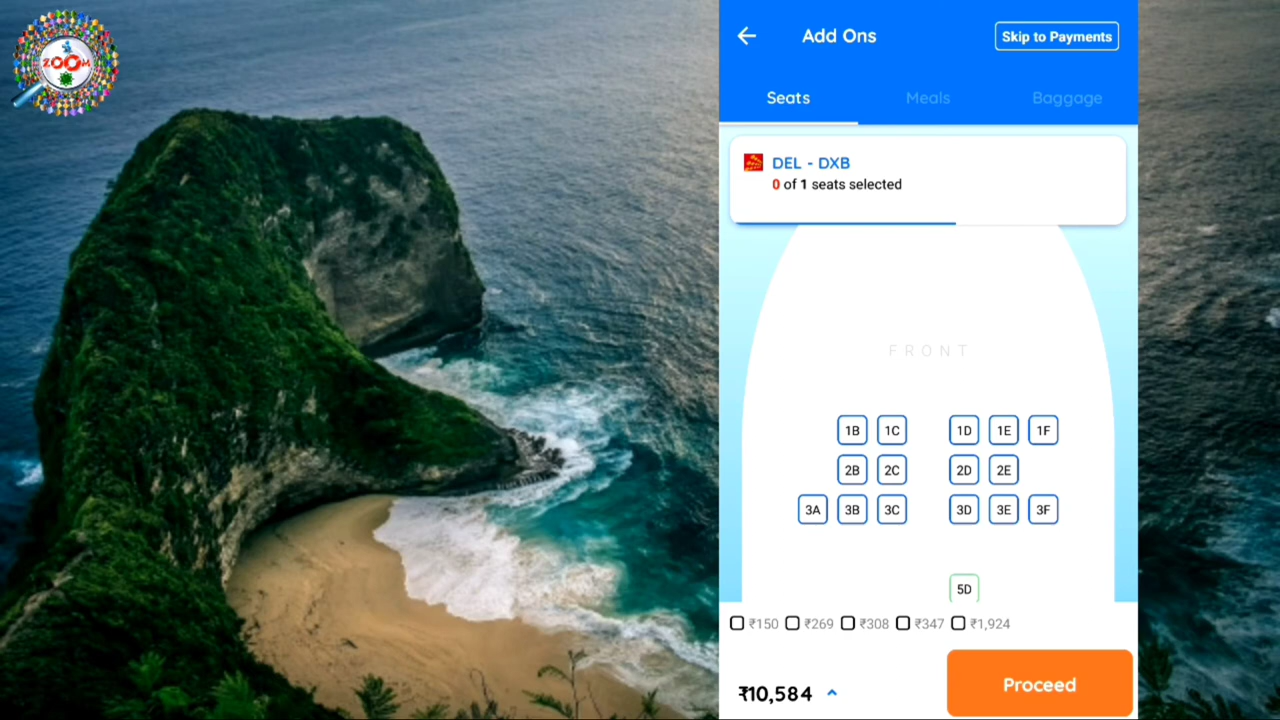 ZOOM
Add Ons
Skip to Payments
Seats Meals Baggage
DEL - DXB
0 of 1 seats selected
FRONT
1B 1C 1D 1E 1F
2B 2C 2D 2E
3A 3B 3C 3D 3E 3F
5D
₹150 ₹269 ₹308 ₹347 ₹1,924
₹10,584
Proceed